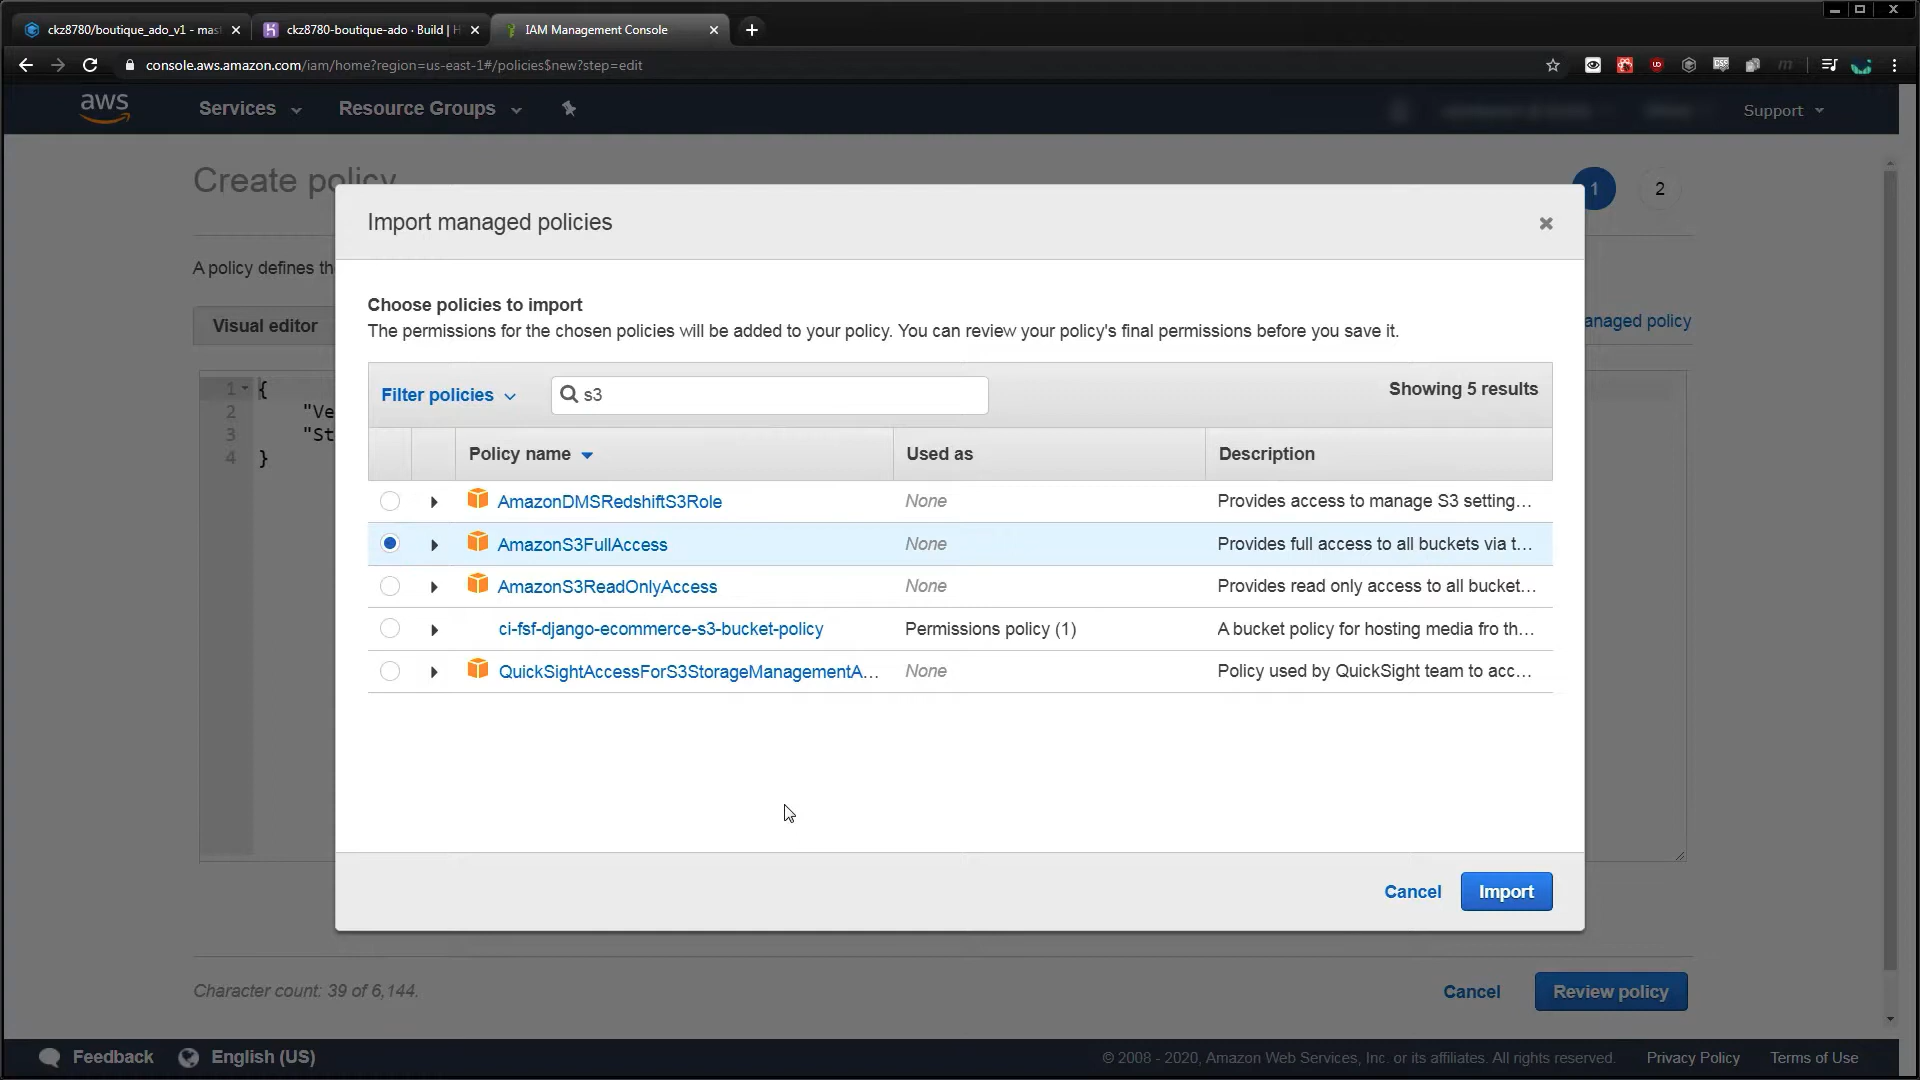 ckz8780/boutique_ado_v1 - mast
ckz8780-boutique-ado · Build | H
IAM Management Console
console.aws.amazon.com/iam/home?region=us-east-1#/policies$new?step=edit
aws
Services
Resource Groups
Support
Create policy
1
2
Import managed policies
A policy defines th
Choose policies to import
The permissions for the chosen policies will be added to your policy. You can review your policy's final permissions before you save it.
Visual editor
anaged policy
Filter policies
s3
Showing 5 results
1
{
2
"Ve
3
"St
4
}
Policy name
Used as
Description
AmazonDMSRedshiftS3Role
None
Provides access to manage S3 setting…
AmazonS3FullAccess
None
Provides full access to all buckets via t…
AmazonS3ReadOnlyAccess
None
Provides read only access to all bucket…
ci-fsf-django-ecommerce-s3-bucket-policy
Permissions policy (1)
A bucket policy for hosting media fro th…
QuickSightAccessForS3StorageManagementA…
None
Policy used by QuickSight team to acc…
Cancel
Import
Character count: 39 of 6,144.
Cancel
Review policy
Feedback
English (US)
© 2008 - 2020, Amazon Web Services, Inc. or its affiliates. All rights reserved.
Privacy Policy
Terms of Use